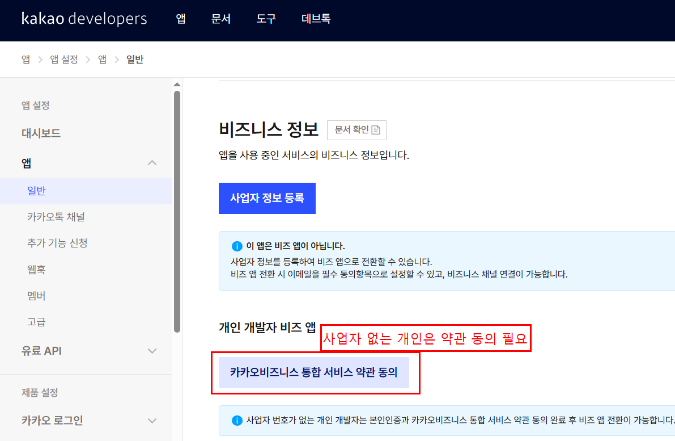 kakao developers 앱 문서 도구 데브톡
앱 > 앱 설정 > 앱 > 일반
앱 설정
대시보드
앱
일반
카카오톡 채널
추가 기능 신청
웹훅
멤버
고급
유료 API
제품 설정
카카오 로그인
비즈니스 정보 문서 확인
앱을 사용 중인 서비스의 비즈니스 정보입니다.
사업자 정보 등록
이 앱은 비즈 앱이 아닙니다.
사업자 정보를 등록하여 비즈 앱으로 전환할 수 있습니다.
비즈 앱 전환 시 이메일을 필수 동의항목으로 설정할 수 있고, 비즈니스 채널 연결이 가능합니다.
개인 개발자 비즈 앱
사업자 없는 개인은 약관 동의 필요
카카오비즈니스 통합 서비스 약관 동의
사업자 번호가 없는 개인 개발자는 본인인증과 카카오비즈니스 통합 서비스 약관 동의 완료 후 비즈 앱 전환이 가능합니다.